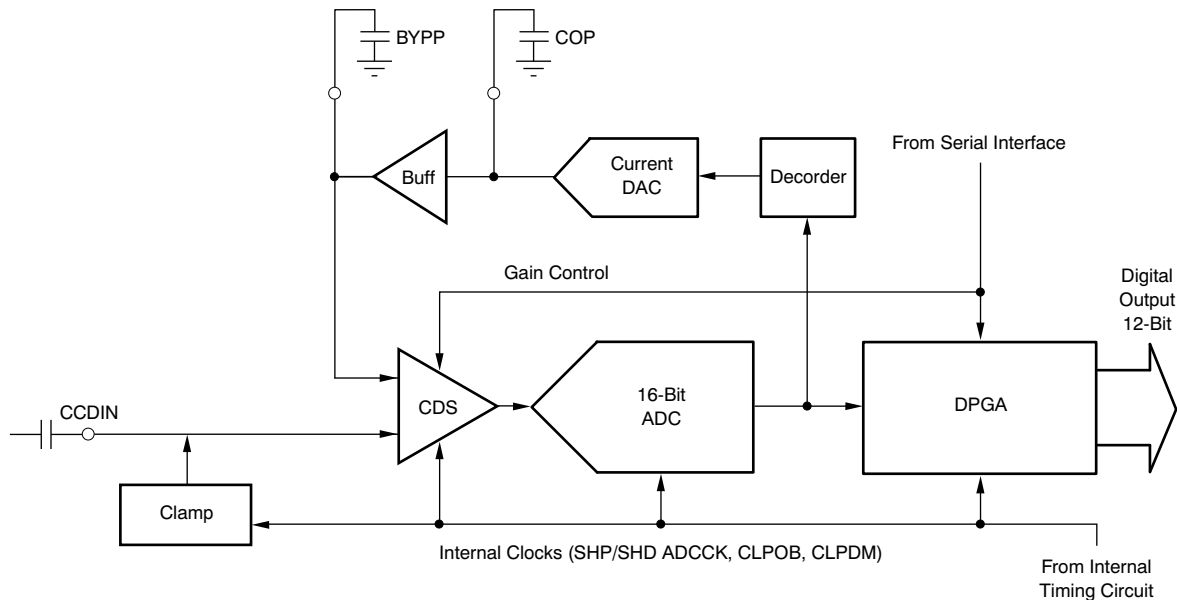 BYPP
COP
From Serial Interface
Buff
Current
DAC
Decorder
Gain Control
Digital
Output
12-Bit
CCDIN
CDS
16-Bit
ADC
DPGA
Clamp
Internal Clocks (SHP/SHD ADCCK, CLPOB, CLPDM)
From Internal
Timing Circuit